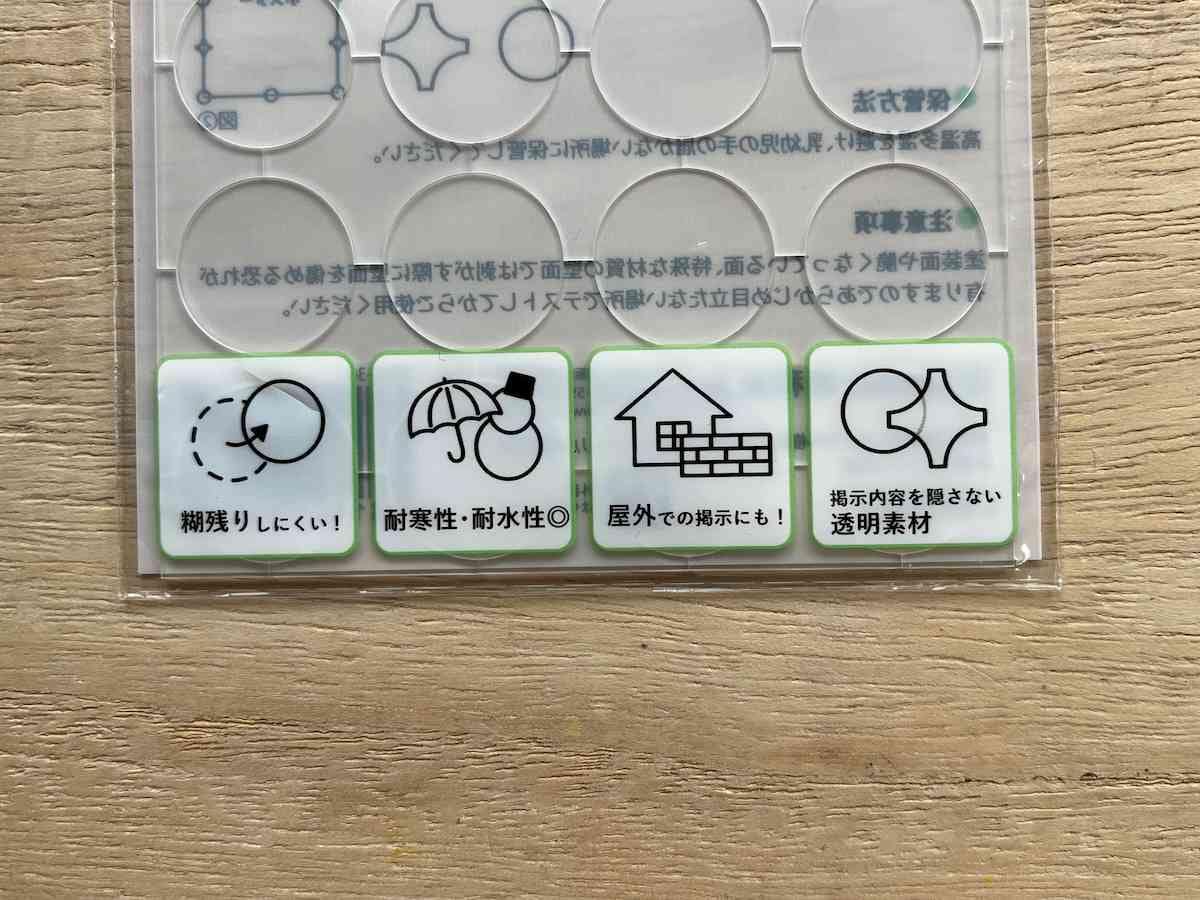 図②
保管方法
高温多湿を避け、乳幼児の手の届かない場所に保管してください。
注意事項
塗装面や脆くなっている面、特殊な材質の壁面では剥がす際に壁面を傷める恐れが
有りますのであらかじめ目立たない場所でテストしてからご使用ください。
糊残りしにくい！
耐寒性・耐水性◎
屋外での掲示にも！
掲示内容を隠さない
透明素材